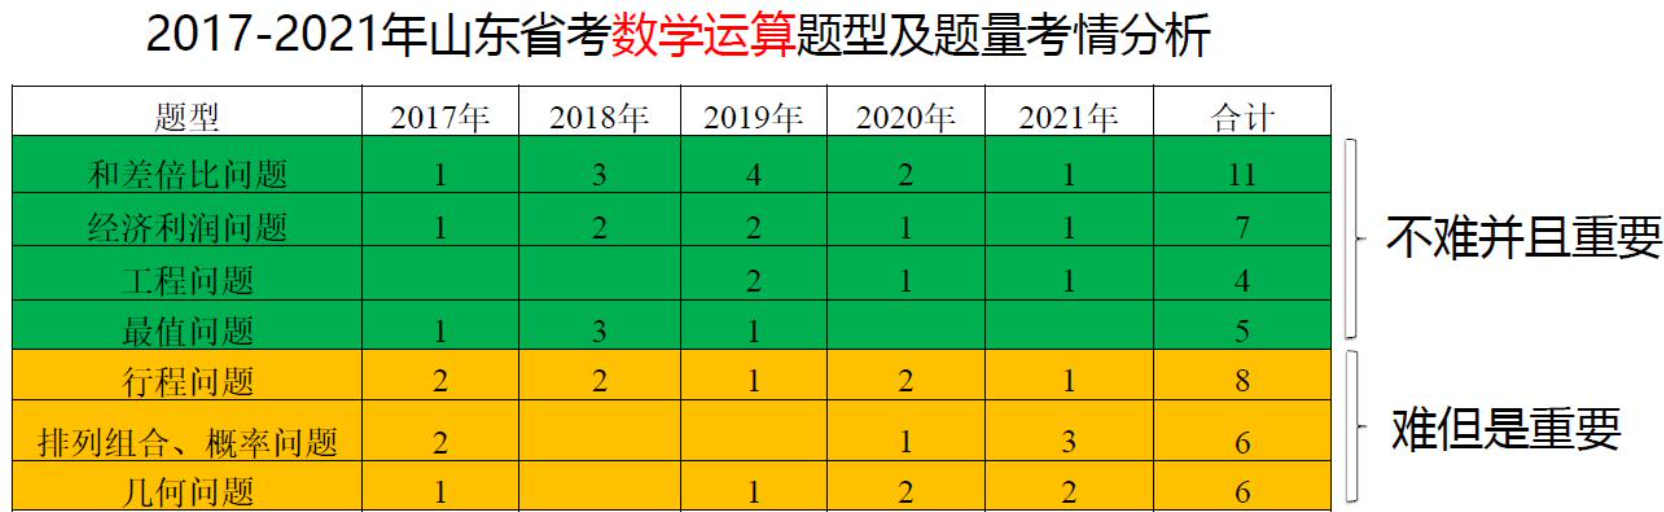 2017-2021年山东省考数学运算题型及题量考情分析
题型 2017年 2018年 2019年 2020年 2021年 合计
和差倍比问题 1 3 4 2 1 11
经济利润问题 1 2 2 1 1 7
工程问题 2 1 1 4
最值问题 1 3 1 5
不难并且重要
行程问题 2 2 1 2 1 8
排列组合、概率问题 2 1 3 6
几何问题 1 1 2 2 6
难但是重要